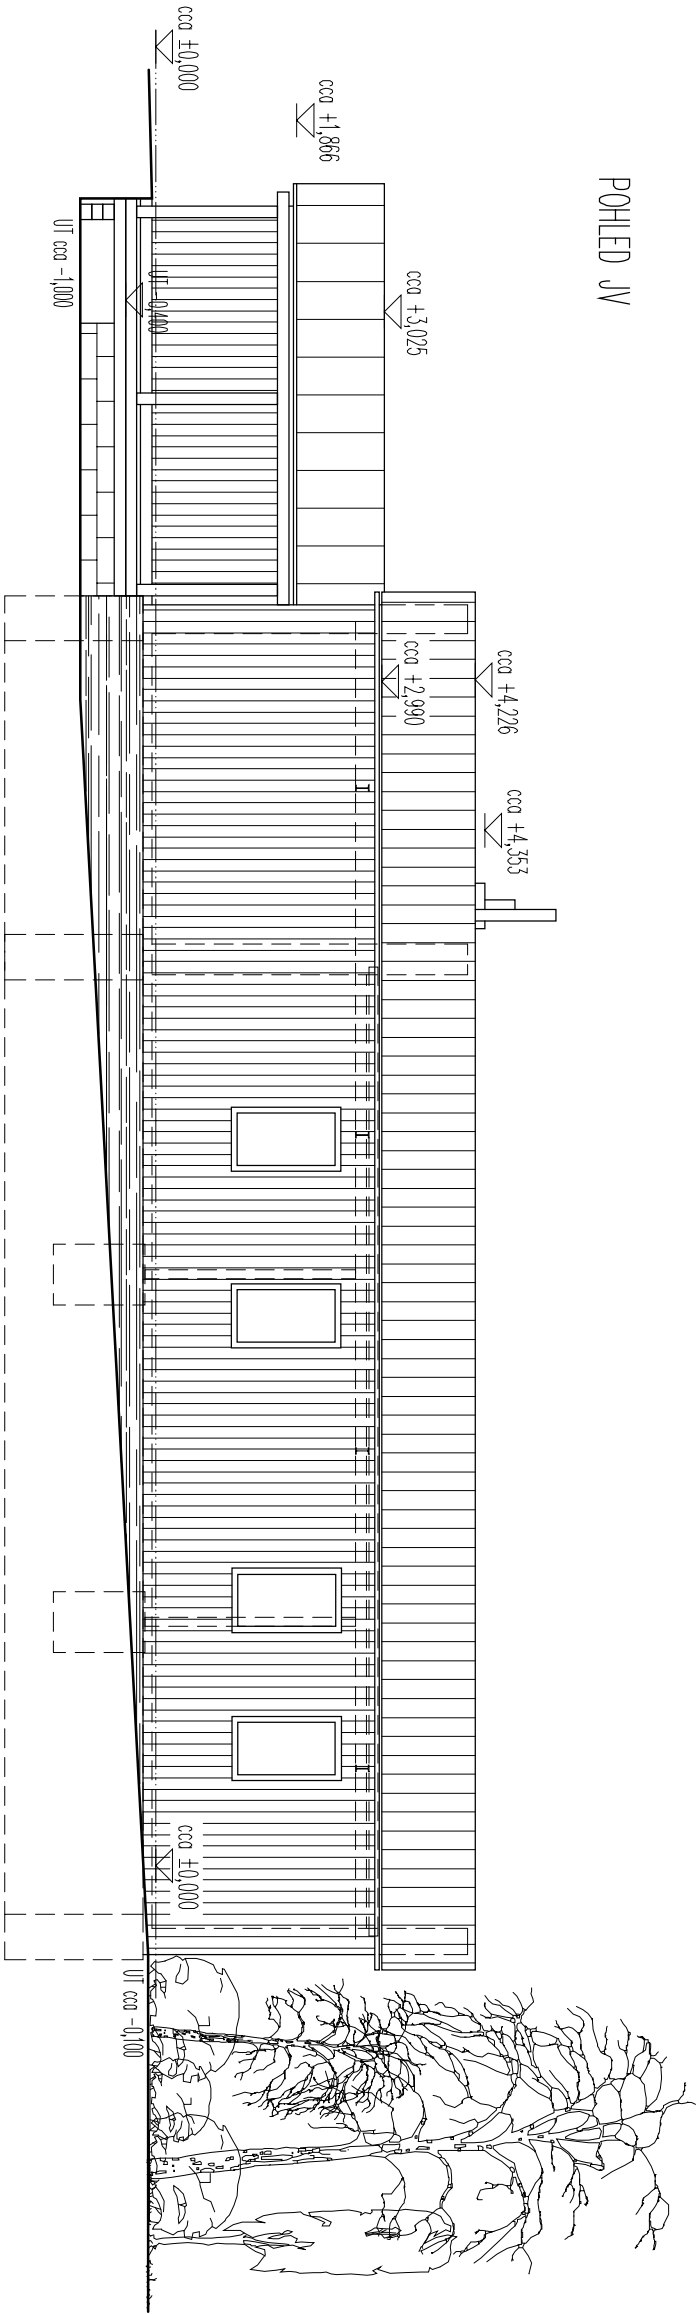 POHLED JV
cca ±0,000
cca +1,866
cca +3,025
UT cca -1,000
UT -0,400
cca +4,226
cca +2,990
cca +4,353
cca ±0,000
UT cca -0,100